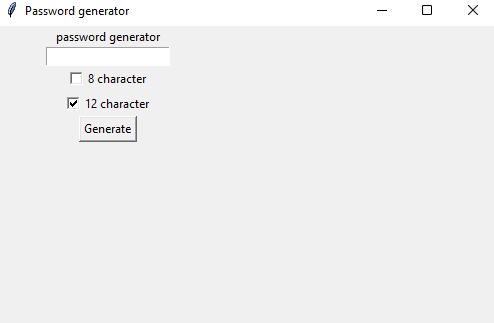 Password generator
password generator
8 character
12 character
Generate